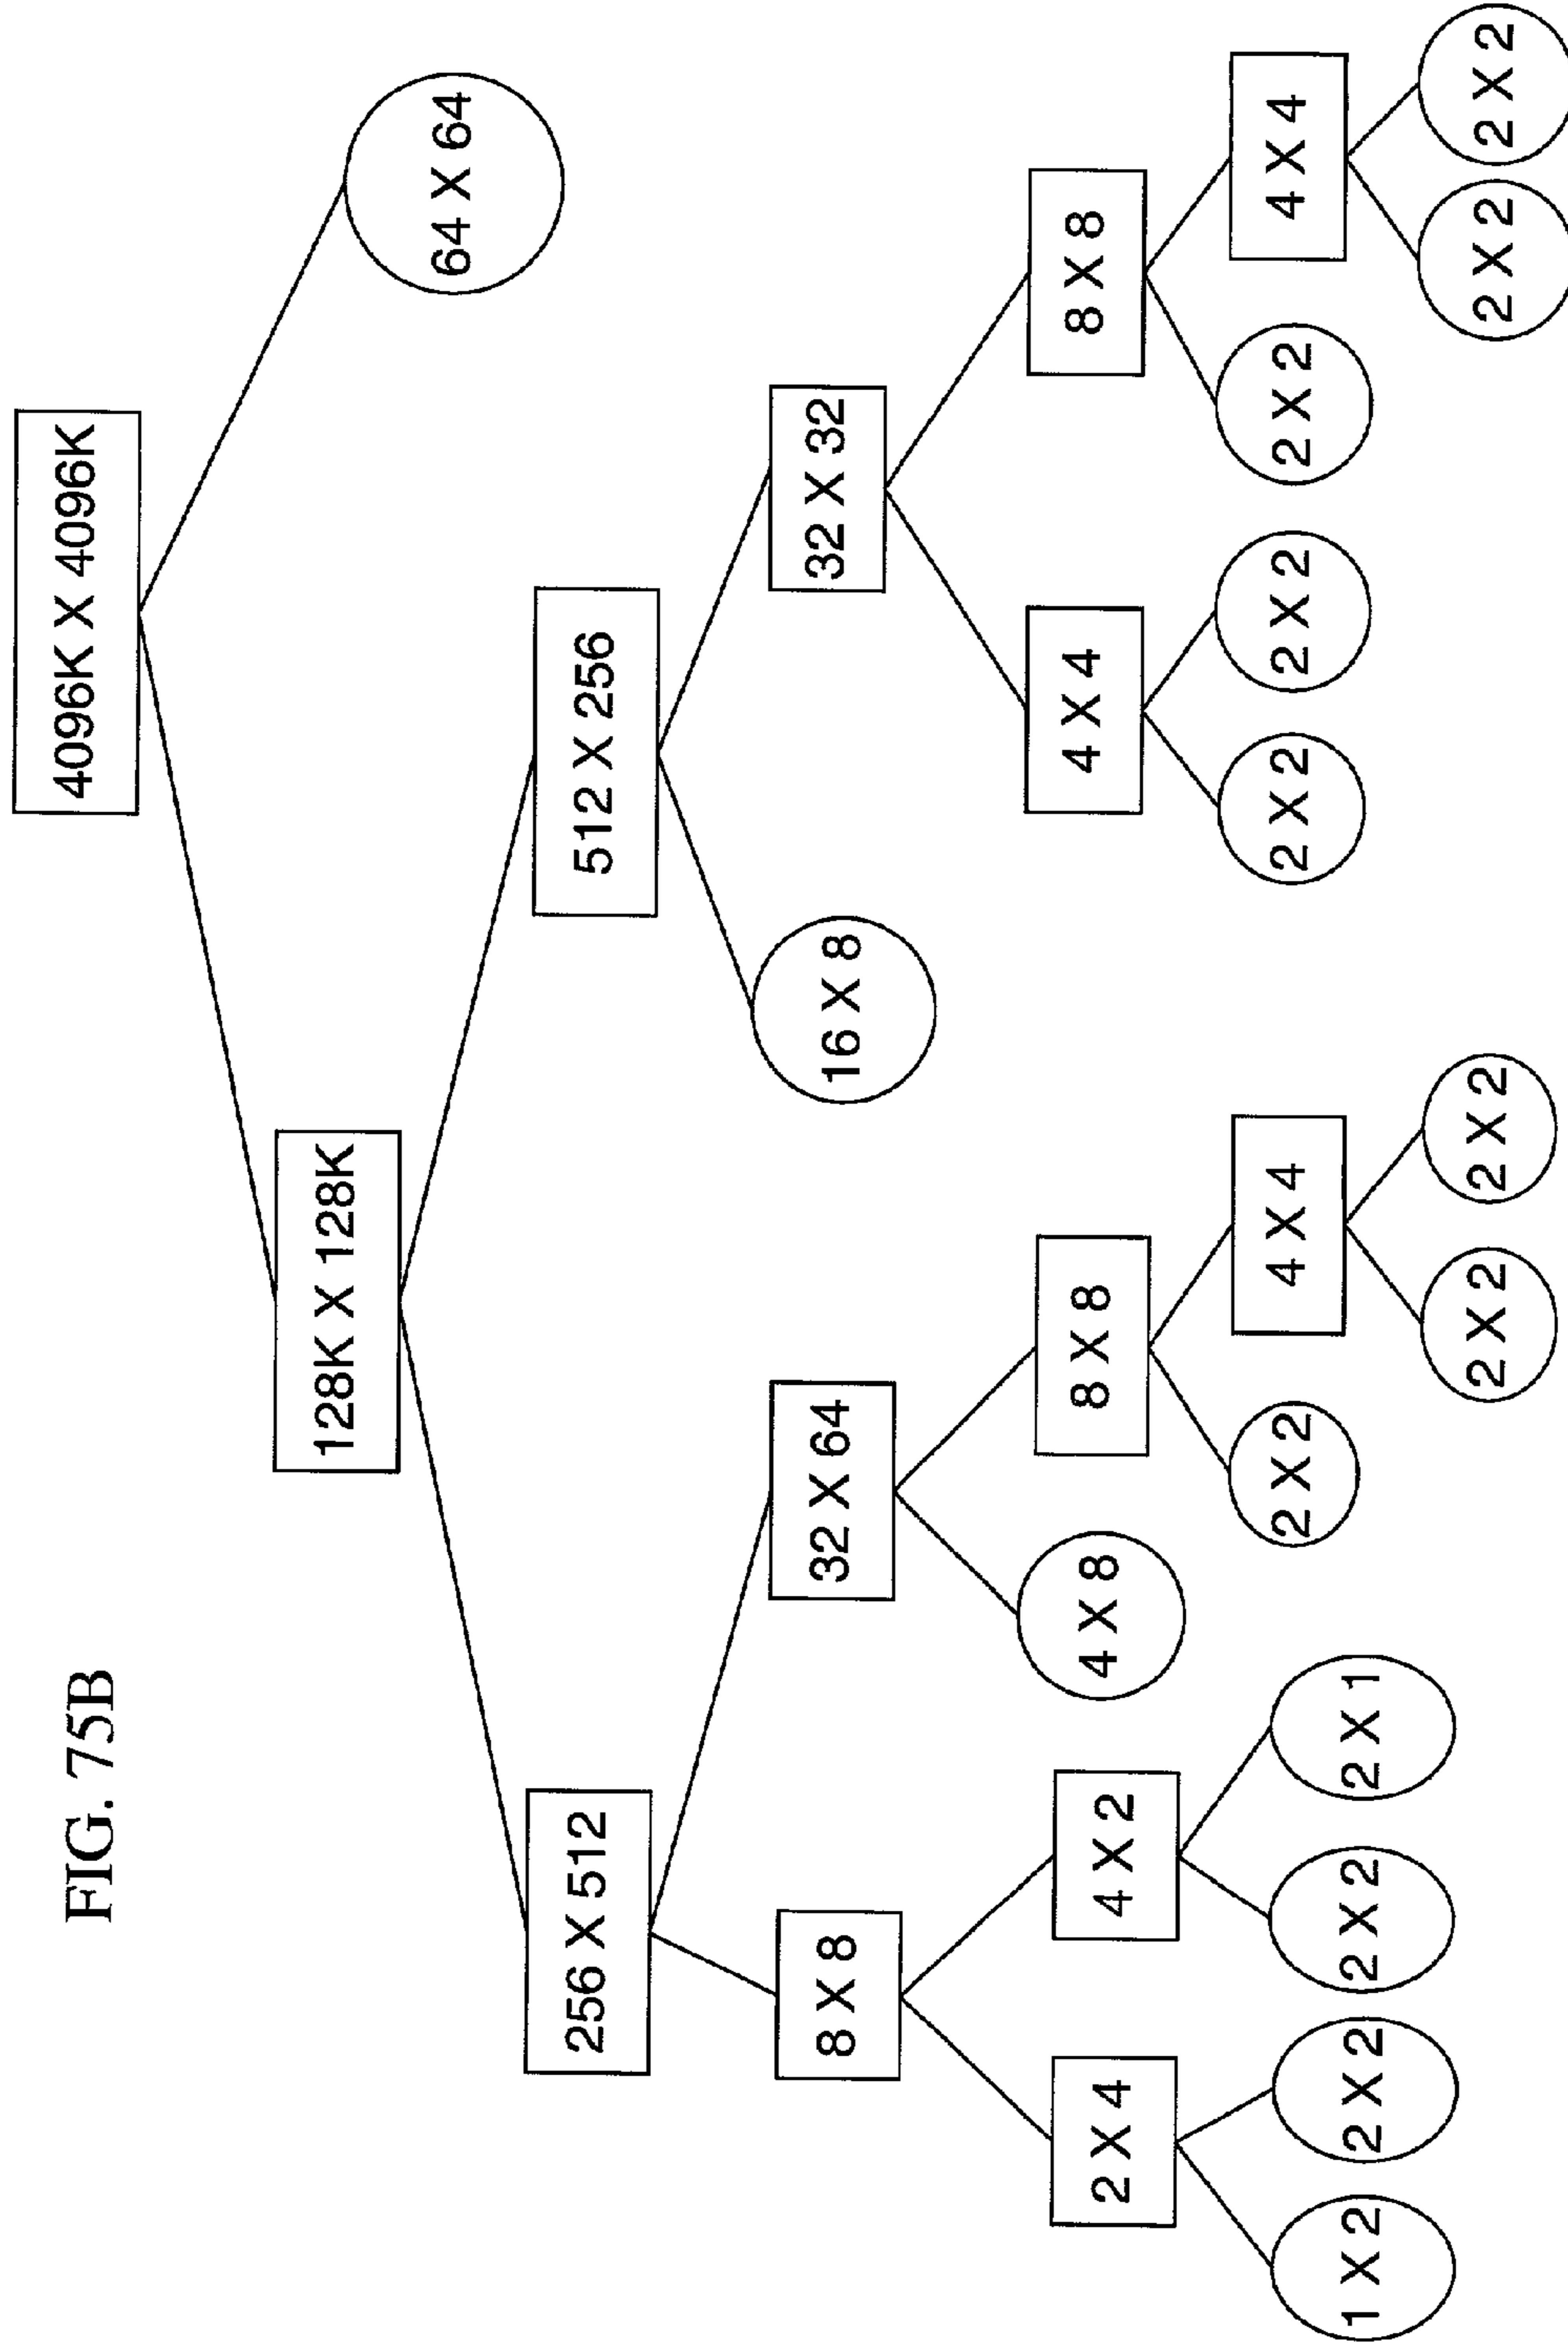 FIG. 75B
4096K X 4096K
64 X 64
128K X 128K
256 X 512
512 X 256
8 X 8
32 X 64
16 X 8
32 X 32
2 X 4
4 X 2
4 X 8
8 X 8
4 X 4
8 X 8
1 X 2
2 X 2
2 X 2
2 X 1
2 X 2
4 X 4
2 X 2
2 X 2
2 X 2
4 X 4
2 X 2
2 X 2
2 X 2
2 X 2